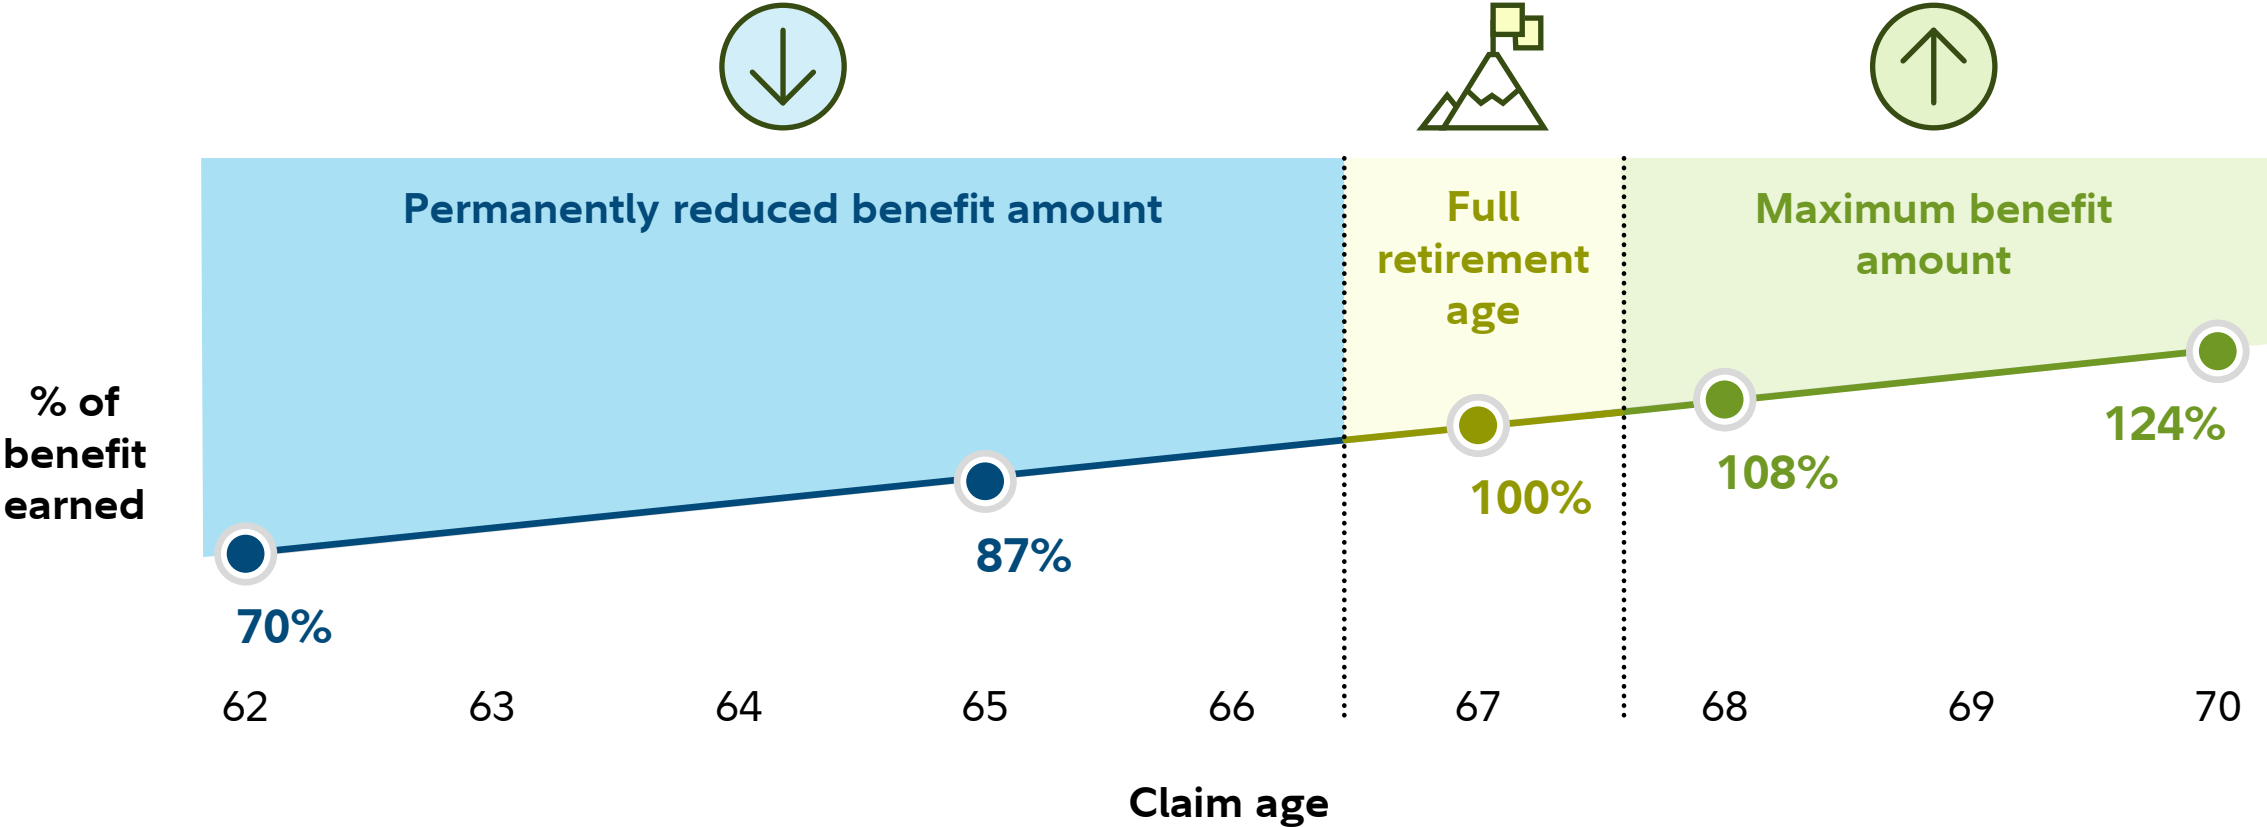 Permanently reduced benefit amount
Full
retirement
age
Maximum benefit
amount
% of
benefit
earned
70%
87%
100%
108%
124%
62 63 64 65 66 67 68 69 70
Claim age